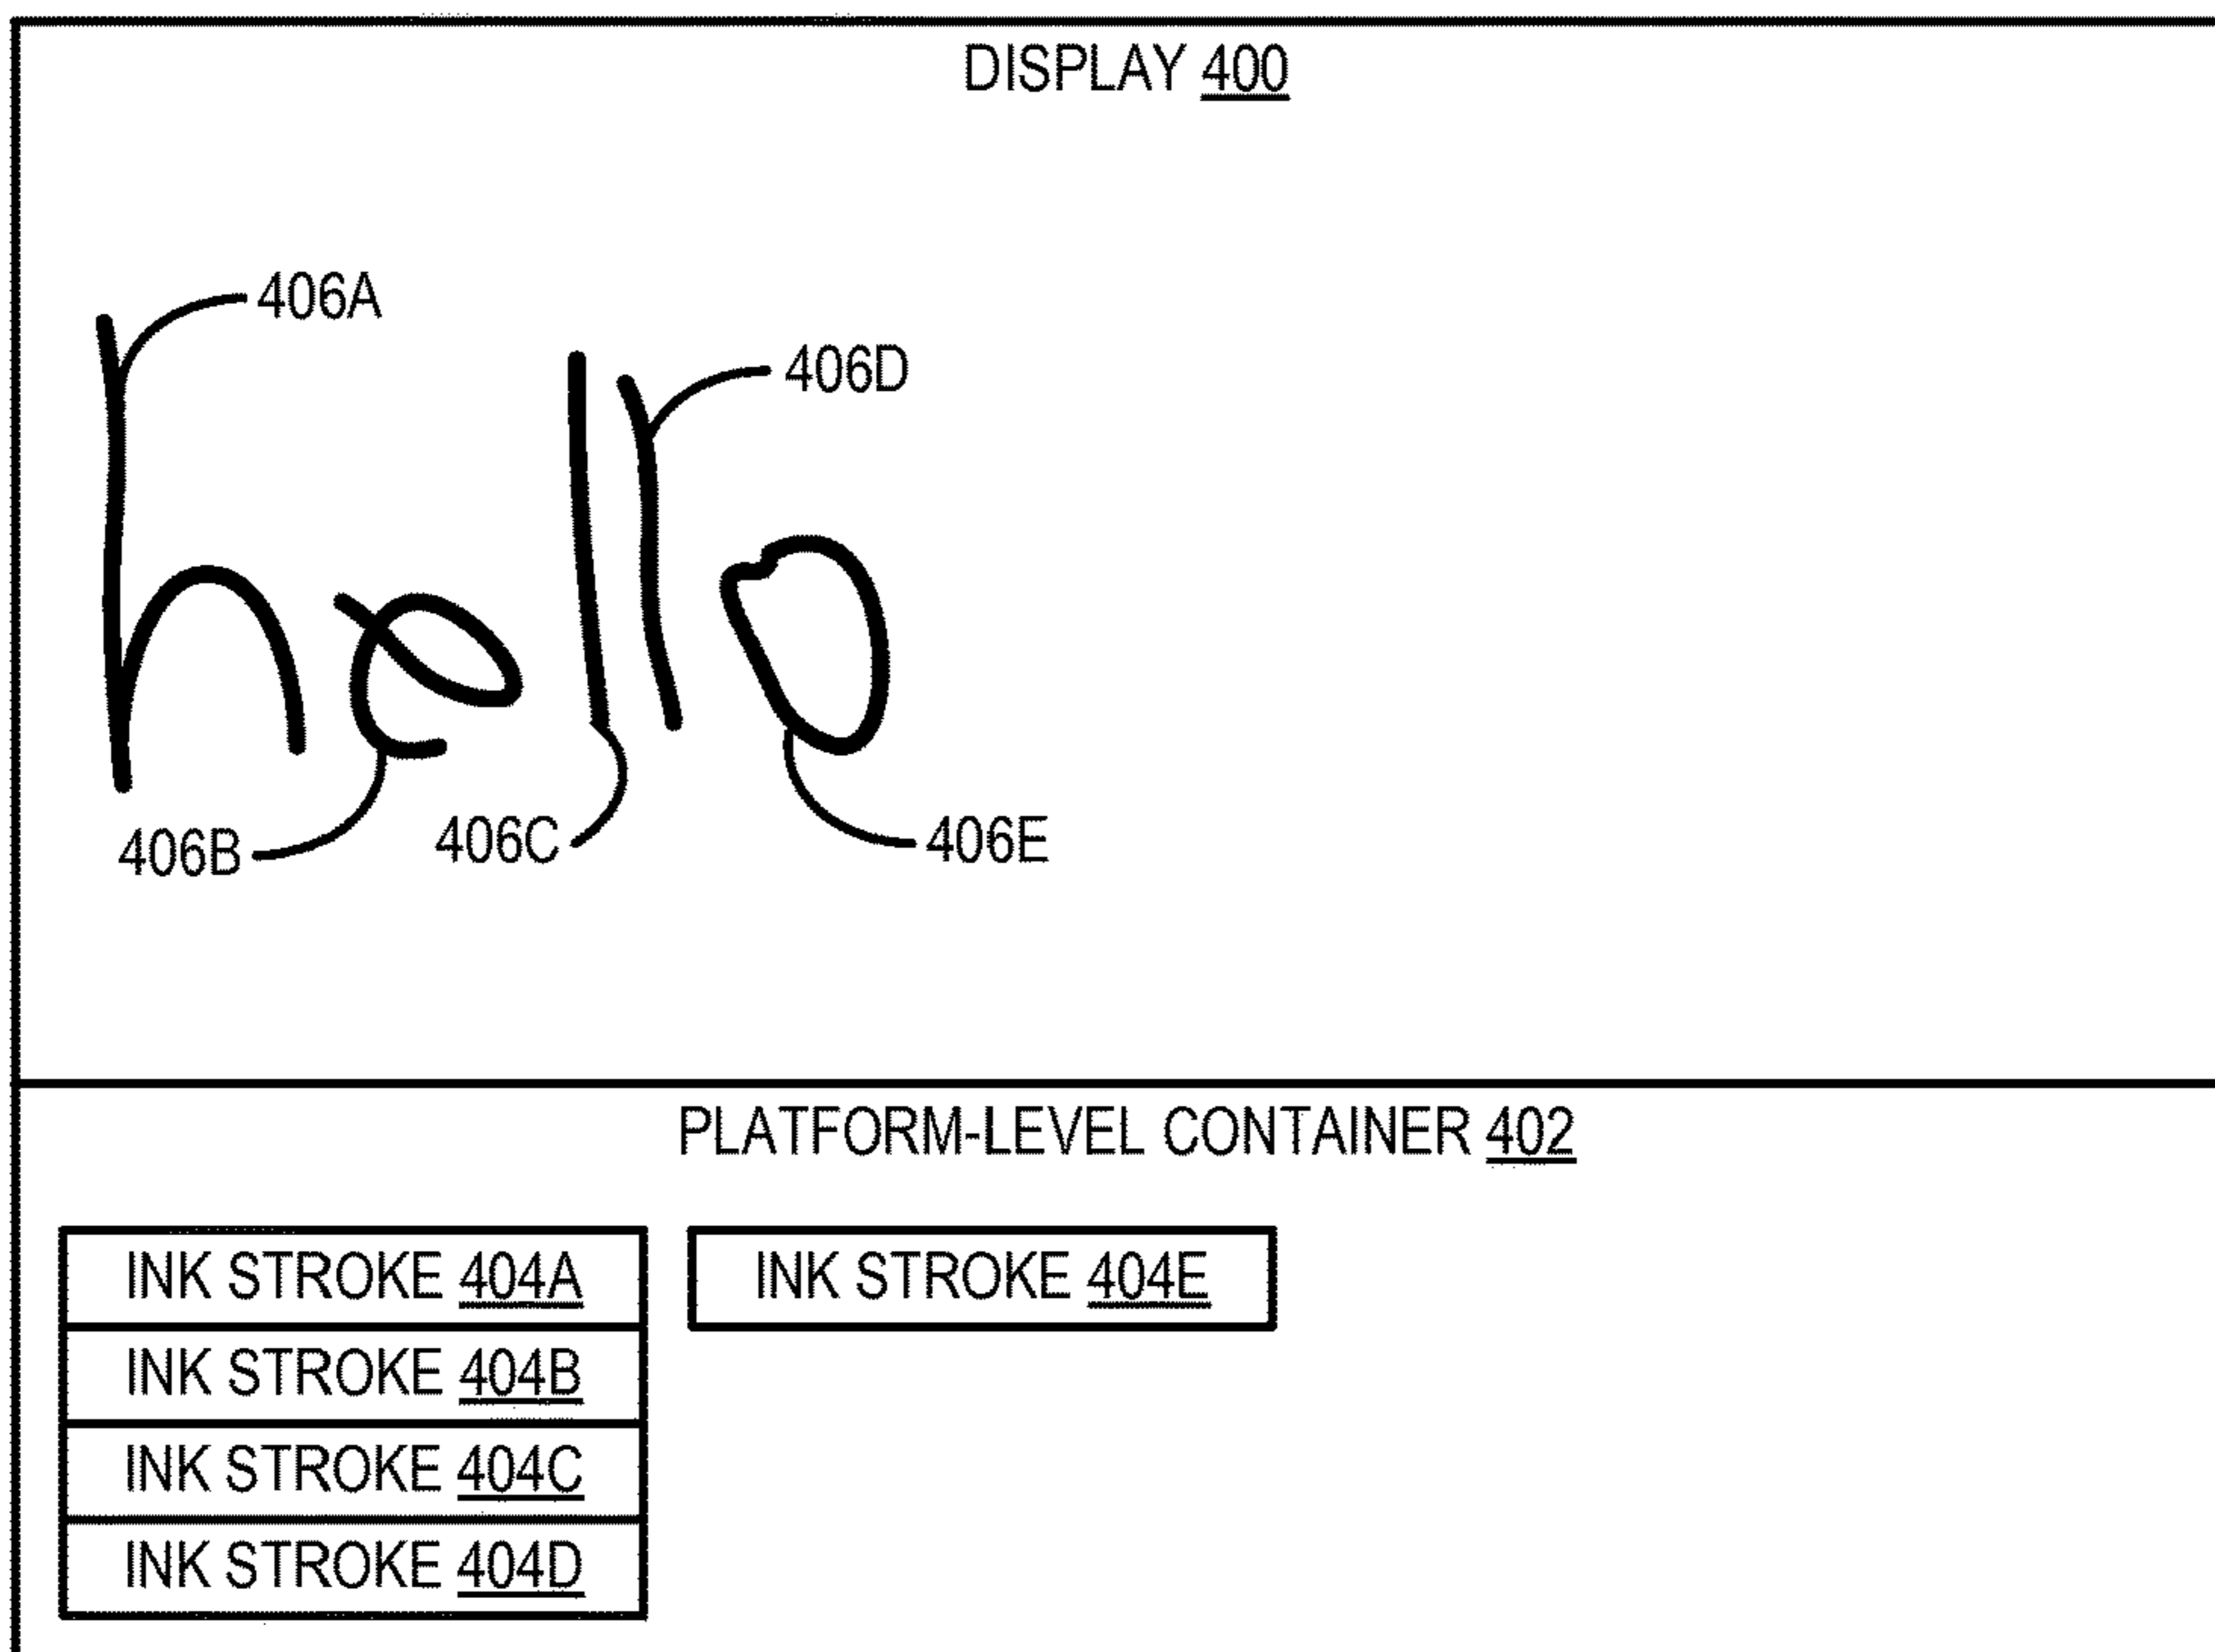 DISPLAY 400
406A
406D
hello
406B
406C
406E
PLATFORM-LEVEL CONTAINER 402
INK STROKE 404A
INK STROKE 404B
INK STROKE 404C
INK STROKE 404D
INK STROKE 404E